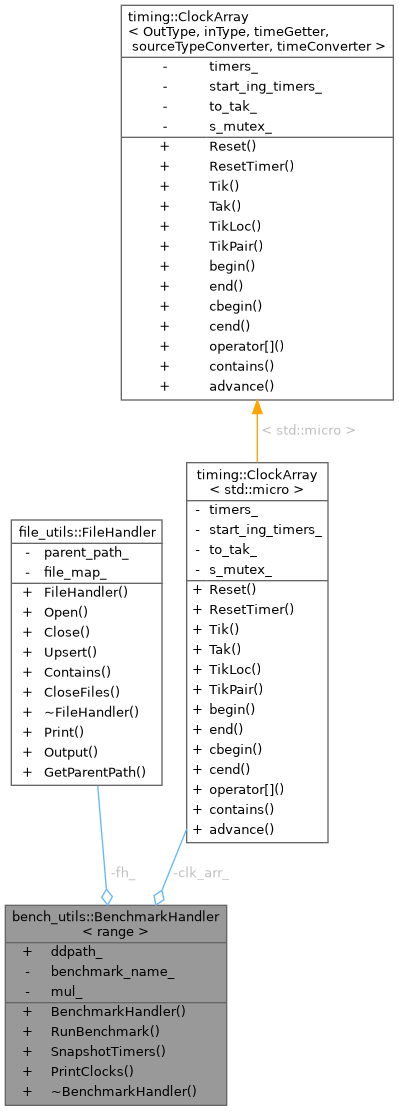 timing::ClockArray
< OutType, inType, timeGetter,
sourceTypeConverter, timeConverter >
- timers_
- start_ing_timers_
- to_tak_
- s_mutex_
+ Reset()
+ ResetTimer()
+ Tik()
+ Tak()
+ TikLoc()
+ TikPair()
+ begin()
+ end()
+ cbegin()
+ cend()
+ operator[]()
+ contains()
+ advance()
< std::micro >
timing::ClockArray
< std::micro >
- timers_
- start_ing_timers_
- to_tak_
- s_mutex_
+ Reset()
+ ResetTimer()
+ Tik()
+ Tak()
+ TikLoc()
+ TikPair()
+ begin()
+ end()
+ cbegin()
+ cend()
+ operator[]()
+ contains()
+ advance()
file_utils::FileHandler
- parent_path_
- file_map_
+ FileHandler()
+ Open()
+ Close()
+ Upsert()
+ Contains()
+ CloseFiles()
+ ~FileHandler()
+ Print()
+ Output()
+ GetParentPath()
-fh_
-clk_arr_
bench_utils::BenchmarkHandler
< range >
+ ddpath_
- benchmark_name_
- mul_
+ BenchmarkHandler()
+ RunBenchmark()
+ SnapshotTimers()
+ PrintClocks()
+ ~BenchmarkHandler()